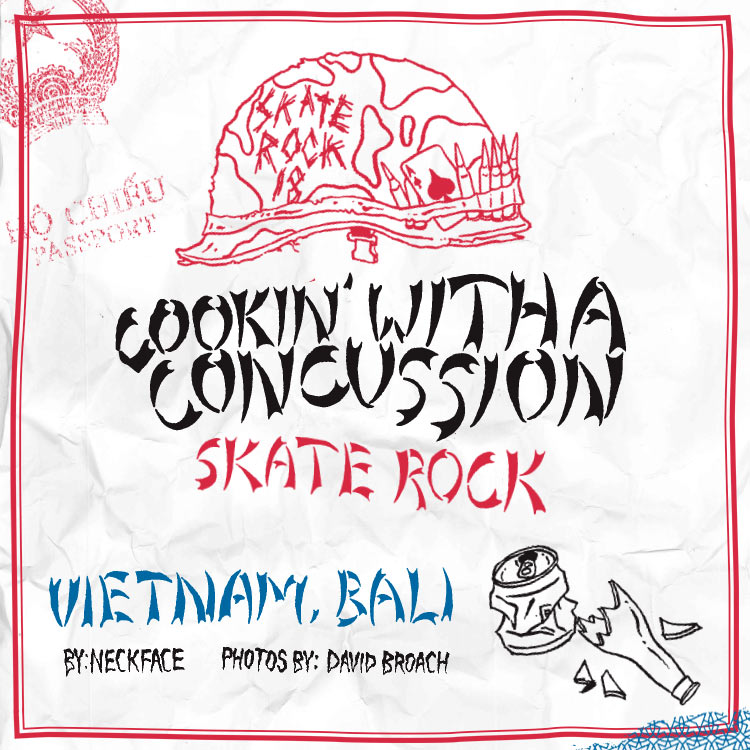 SKATE
ROCK
18
HỘ CHIẾU
PASSPORT
COOKIN' WITH A
CONCUSSION
SKATE ROCK
VIETNAM, BALI
BY: NECKFACE PHOTOS BY: DAVID BROACH